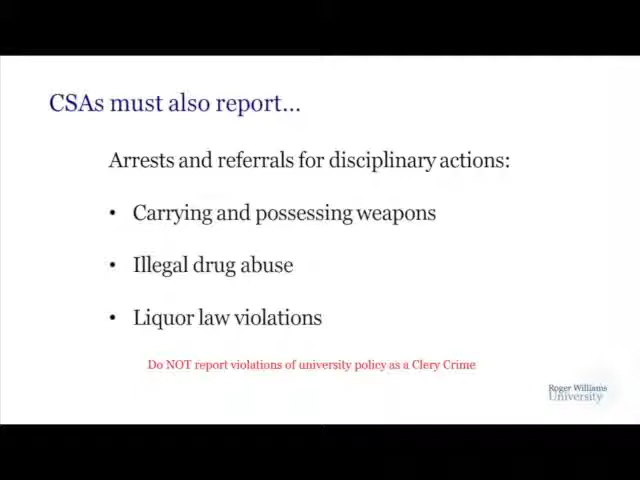 CSAs must also report...
Arrests and referrals for disciplinary actions:
• Carrying and possessing weapons
• Illegal drug abuse
• Liquor law violations
Do NOT report violations of university policy as a Clery Crime
Roger Williams
University